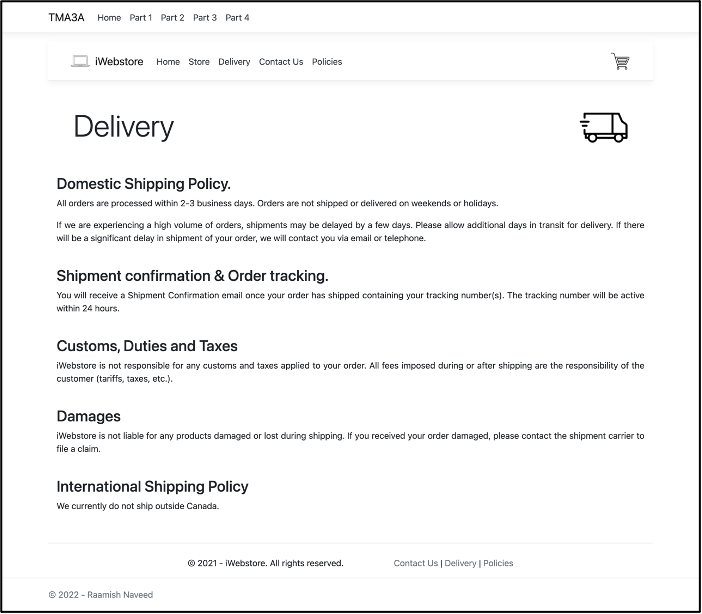 TMA3A Home Part 1 Part 2 Part 3 Part 4
iWebstore Home Store Delivery Contact Us Policies
Delivery
Domestic Shipping Policy.
All orders are processed within 2-3 business days. Orders are not shipped or delivered on weekends or holidays.
If we are experiencing a high volume of orders, shipments may be delayed by a few days. Please allow additional days in transit for delivery. If there
will be a significant delay in shipment of your order, we will contact you via email or telephone.
Shipment confirmation & Order tracking.
You will receive a Shipment Confirmation email once your order has shipped containing your tracking number(s). The tracking number will be active
within 24 hours.
Customs, Duties and Taxes
iWebstore is not responsible for any customs and taxes applied to your order. All fees imposed during or after shipping are the responsibility of the
customer (tariffs, taxes, etc.).
Damages
iWebstore is not liable for any products damaged or lost during shipping. If you received your order damaged, please contact the shipment carrier to
file a claim.
International Shipping Policy
We currently do not ship outside Canada.
© 2021 - iWebstore. All rights reserved. Contact Us | Delivery | Policies
© 2022 - Raamish Naveed